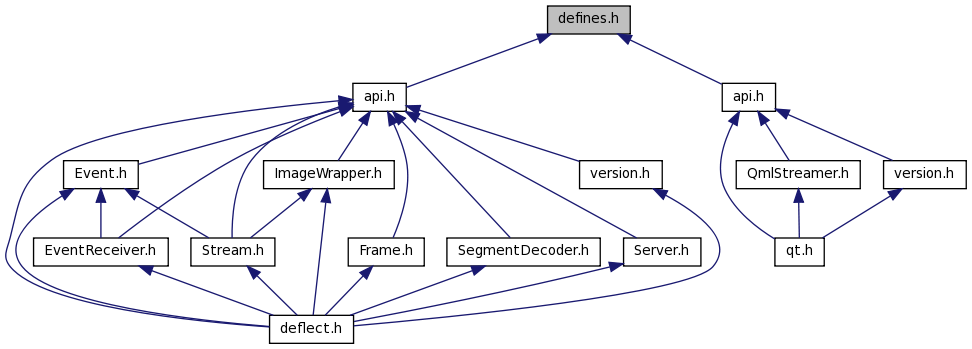 defines.h
api.h
api.h
Event.h
ImageWrapper.h
version.h
QmlStreamer.h
version.h
EventReceiver.h
Stream.h
Frame.h
SegmentDecoder.h
Server.h
qt.h
deflect.h